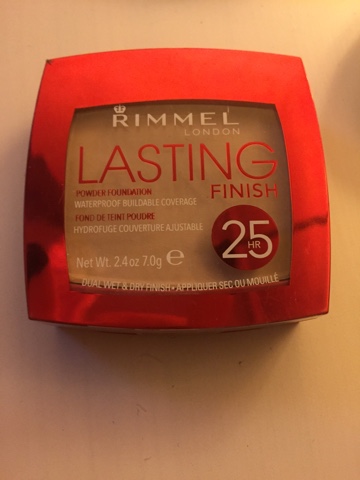 RIMMEL
LONDON
LASTING
FINISH
POWDER FOUNDATION
WATERPROOF BUILDABLE COVERAGE
FOND DE TEINT POUDRE
HYDROFUGE COUVERTURE AJUSTABLE
25
HR
Net Wt. 2.4 oz 7.0g e
DUAL WET & DRY FINISH • APPLIQUER SEC OU MOUILLÉ